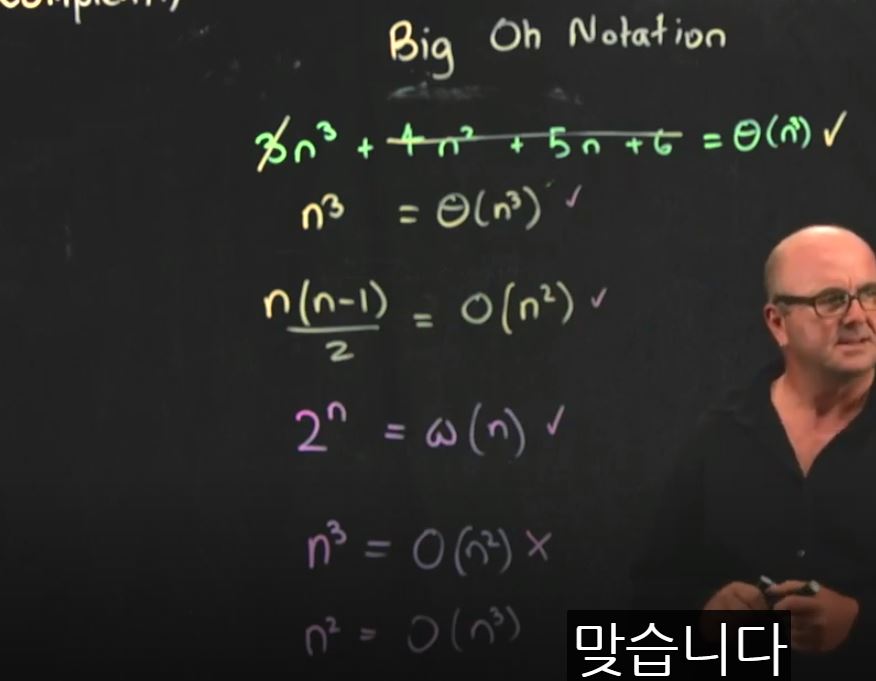 Big Oh Notation
3n³ + 4n² + 5n + 6 = Θ(n³) ✓
n³ = Θ(n³) ✓
n(n-1)/2 = O(n²) ✓
2ⁿ = ω(n) ✓
n³ = O(n²) ×
n² = O(n³)
맞습니다